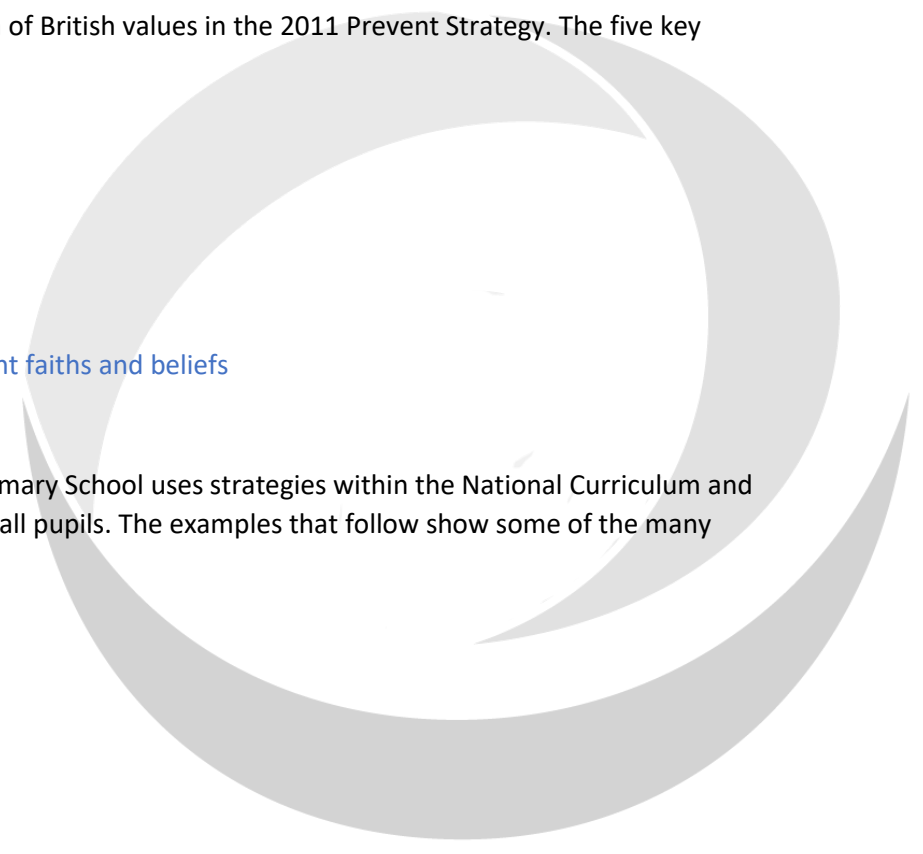 of British values in the 2011 Prevent Strategy. The five key
nt faiths and beliefs
mary School uses strategies within the National Curriculum and
all pupils. The examples that follow show some of the many